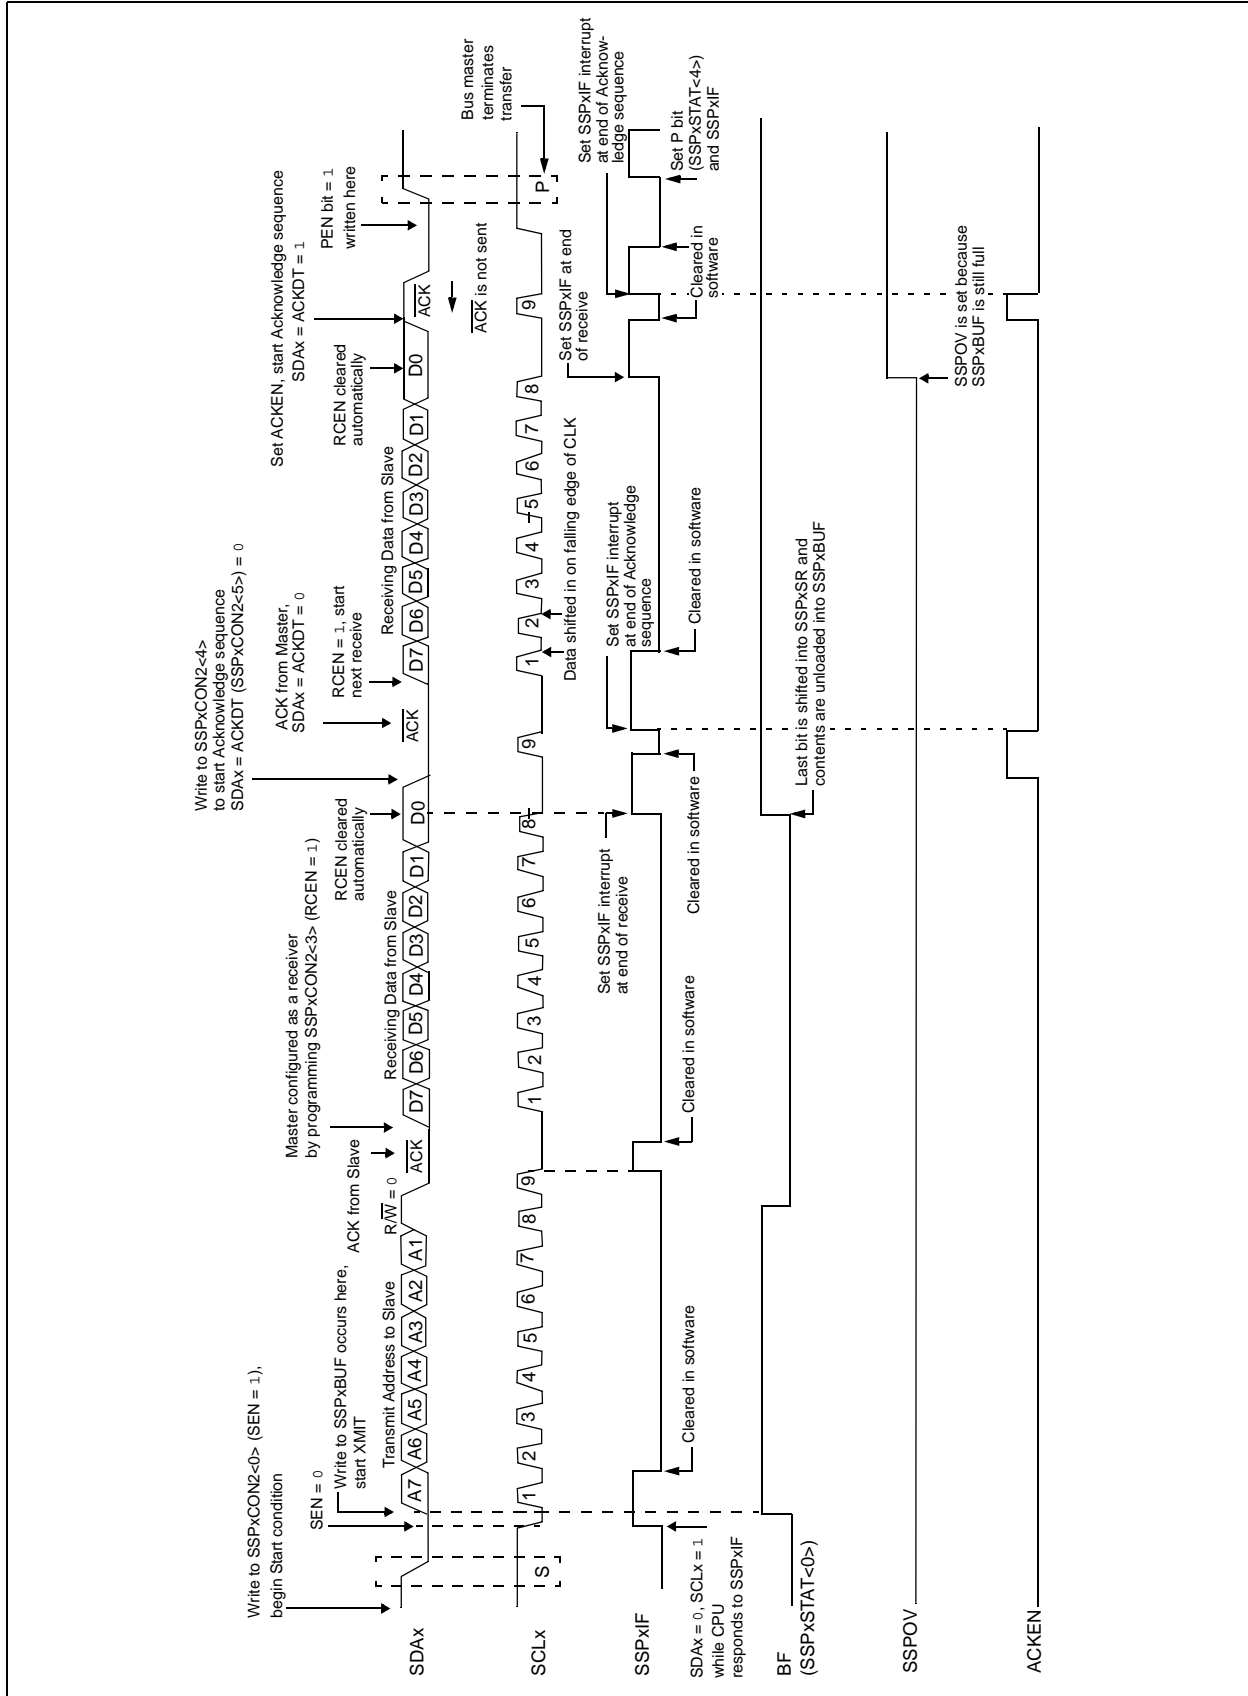 Write to SSPxCON2<0> (SEN = 1),
begin Start condition
SEN = 0
Write to SSPxBUF occurs here,
start XMIT
Transmit Address to Slave
R/W = 0
ACK from Slave
Master configured as a receiver
by programming SSPxCON2<3> (RCEN = 1)
Receiving Data from Slave
RCEN cleared
automatically
Write to SSPxCON2<4>
to start Acknowledge sequence
SDAx = ACKDT (SSPxCON2<5>) = 0
ACK from Master,
SDAx = ACKDT = 0
RCEN = 1, start
next receive
Receiving Data from Slave
RCEN cleared
automatically
Set ACKEN, start Acknowledge sequence
SDAx = ACKDT = 1
PEN bit = 1
written here
SDAx
A7 A6 A5 A4 A3 A2 A1
ACK
D7 D6 D5 D4 D3 D2 D1 D0
ACK
D7 D6 D5 D4 D3 D2 D1 D0
ACK
ACK is not sent
Bus master
terminates
transfer
SCLx
S
1 2 3 4 5 6 7 8 9
1 2 3 4 5 6 7 8 9
1 2 3 4 5 6 7 8 9
P
Data shifted in on falling edge of CLK
SSPxIF
SDAx = 0, SCLx = 1
while CPU
responds to SSPxIF
Cleared in software
Cleared in software
Set SSPxIF interrupt
at end of receive
Cleared in software
Set SSPxIF interrupt
at end of Acknowledge
sequence
Cleared in software
Set SSPxIF at end
of receive
Cleared in
software
Set SSPxIF interrupt
at end of Acknow-
ledge sequence
Set P bit
(SSPxSTAT<4>)
and SSPxIF
BF
(SSPxSTAT<0>)
Last bit is shifted into SSPxSR and
contents are unloaded into SSPxBUF
SSPOV
SSPOV is set because
SSPxBUF is still full
ACKEN